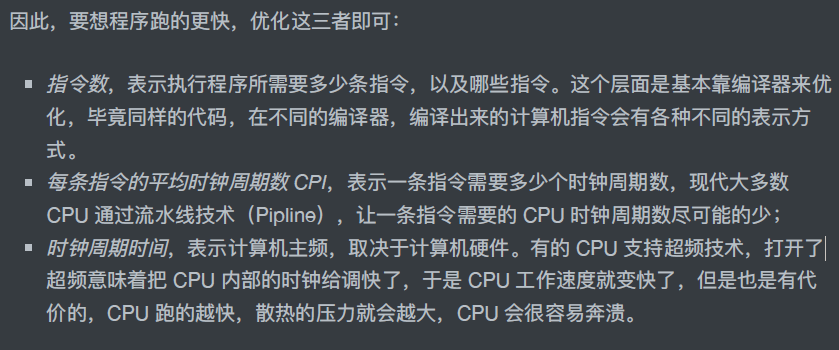 因此，要想程序跑的更快，优化这三者即可：
指令数，表示执行程序所需要多少条指令，以及哪些指令。这个层面是基本靠编译器来优
化，毕竟同样的代码，在不同的编译器，编译出来的计算机指令会有各种不同的表示方
式。
每条指令的平均时钟周期数 CPI，表示一条指令需要多少个时钟周期数，现代大多数
CPU 通过流水线技术（Pipline），让一条指令需要的 CPU 时钟周期数尽可能的少；
时钟周期时间，表示计算机主频，取决于计算机硬件。有的 CPU 支持超频技术，打开了
超频意味着把 CPU 内部的时钟给调快了，于是 CPU 工作速度就变快了，但是也是有代
价的，CPU 跑的越快，散热的压力就会越大，CPU 会很容易奔溃。